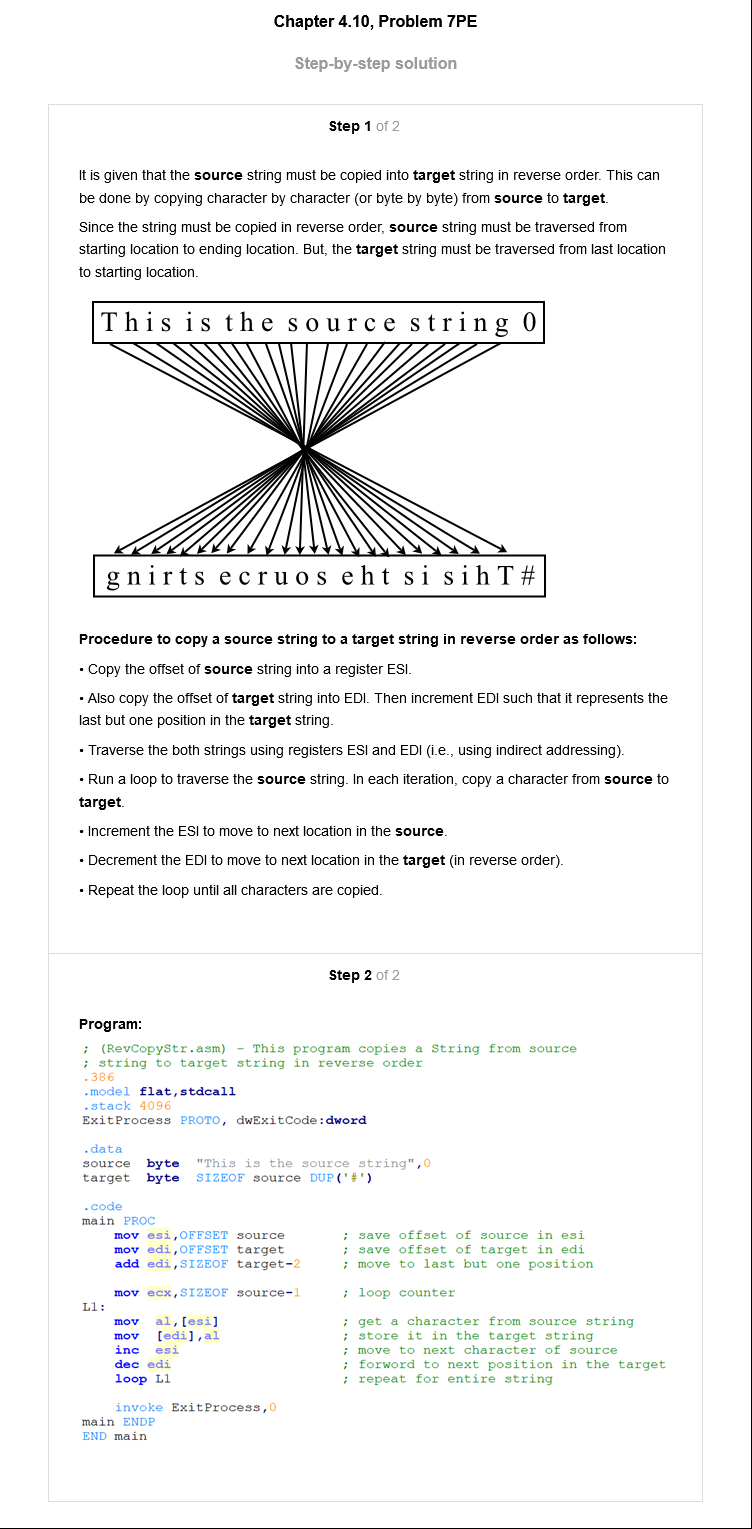 Chapter 4.10, Problem 7PE
Step-by-step solution
Step 1 of 2
It is given that the source string must be copied into target string in reverse order. This can
be done by copying character by character (or byte by byte) from source to target.
Since the string must be copied in reverse order, source string must be traversed from
starting location to ending location. But, the target string must be traversed from last location
to starting location.
This is the source string 0
gnirts ecruos eht si sihT#
Procedure to copy a source string to a target string in reverse order as follows:
• Copy the offset of source string into a register ESI.
• Also copy the offset of target string into EDI. Then increment EDI such that it represents the
last but one position in the target string.
• Traverse the both strings using registers ESI and EDI (i.e., using indirect addressing).
• Run a loop to traverse the source string. In each iteration, copy a character from source to
target.
• Increment the ESI to move to next location in the source.
• Decrement the EDI to move to next location in the target (in reverse order).
• Repeat the loop until all characters are copied.
Step 2 of 2
Program:
; (RevCopyStr.asm) - This program copies a String from source
; string to target string in reverse order
.386
.model flat,stdcall
.stack 4096
ExitProcess PROTO, dwExitCode:dword
.data
source byte "This is the source string",0
target byte SIZEOF source DUP('#')
.code
main PROC
mov esi,OFFSET source ; save offset of source in esi
mov edi,OFFSET target ; save offset of target in edi
add edi,SIZEOF target-2 ; move to last but one position
mov ecx,SIZEOF source-1 ; loop counter
L1:
mov al,[esi] ; get a character from source string
mov [edi],al ; store it in the target string
inc esi ; move to next character of source
dec edi ; forword to next position in the target
loop L1 ; repeat for entire string
invoke ExitProcess,0
main ENDP
END main